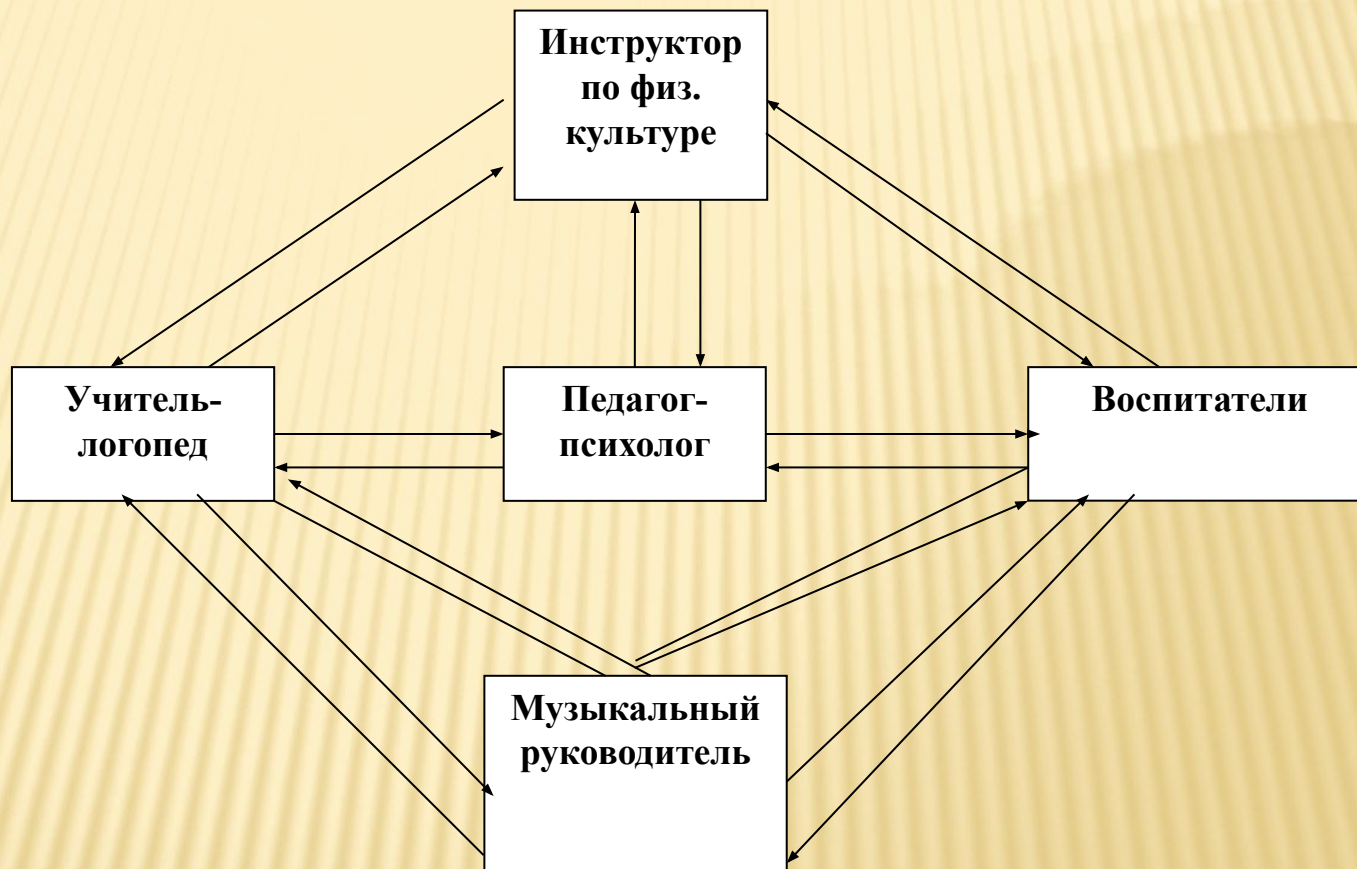 Инструктор
по физ.
культуре
Учитель-
логопед
Педагог-
психолог
Воспитатели
Музыкальный
руководитель